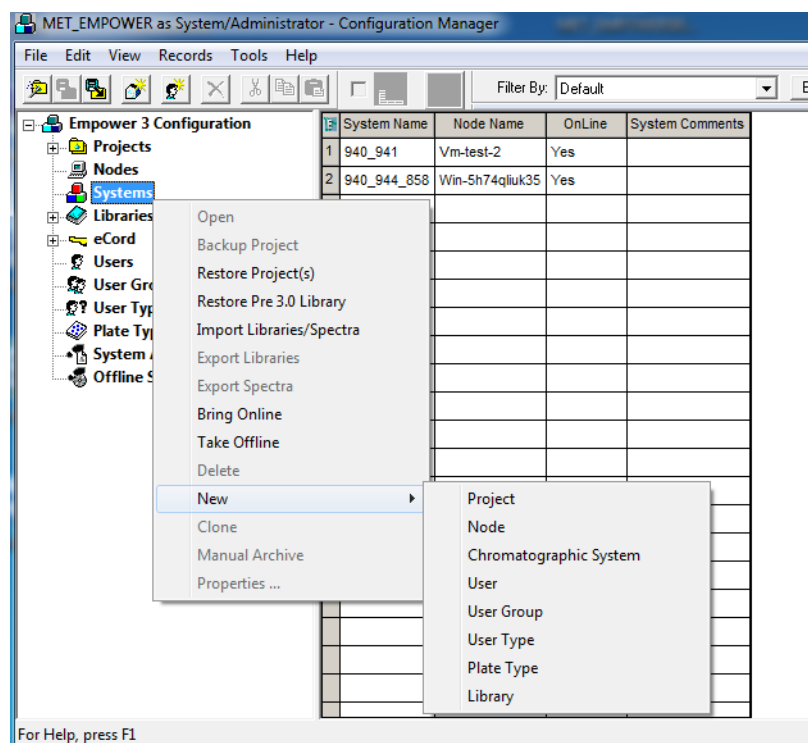 MET_EMPOWER as System/Administrator - Configuration Manager
File Edit View Records Tools Help
Filter By: Default
Empower 3 Configuration
Projects
Nodes
Systems
Libraries
eCord
Users
User Gr
User Typ
Plate Ty
System
Offline S
System Name Node Name OnLine System Comments
1 940_941 Vm-test-2 Yes
2 940_944_858 Win-5h74qliuk35 Yes
Open
Backup Project
Restore Project(s)
Restore Pre 3.0 Library
Import Libraries/Spectra
Export Libraries
Export Spectra
Bring Online
Take Offline
Delete
New
Clone
Manual Archive
Properties ...
Project
Node
Chromatographic System
User
User Group
User Type
Plate Type
Library
For Help, press F1